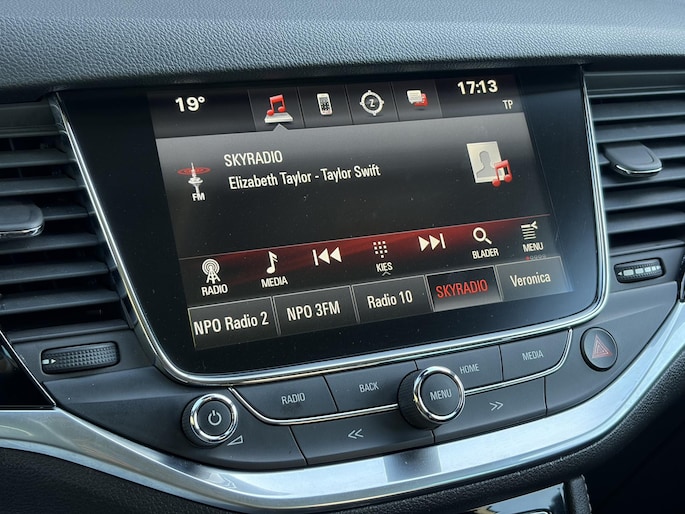 19°
17:13
TP
SKYRADIO
Elizabeth Taylor - Taylor Swift
FM
RADIO
MEDIA
KIES
BLADER
MENU
NPO Radio 2
NPO 3FM
Radio 10
SKYRADIO
Veronica
RADIO
BACK
HOME
MEDIA
MENU